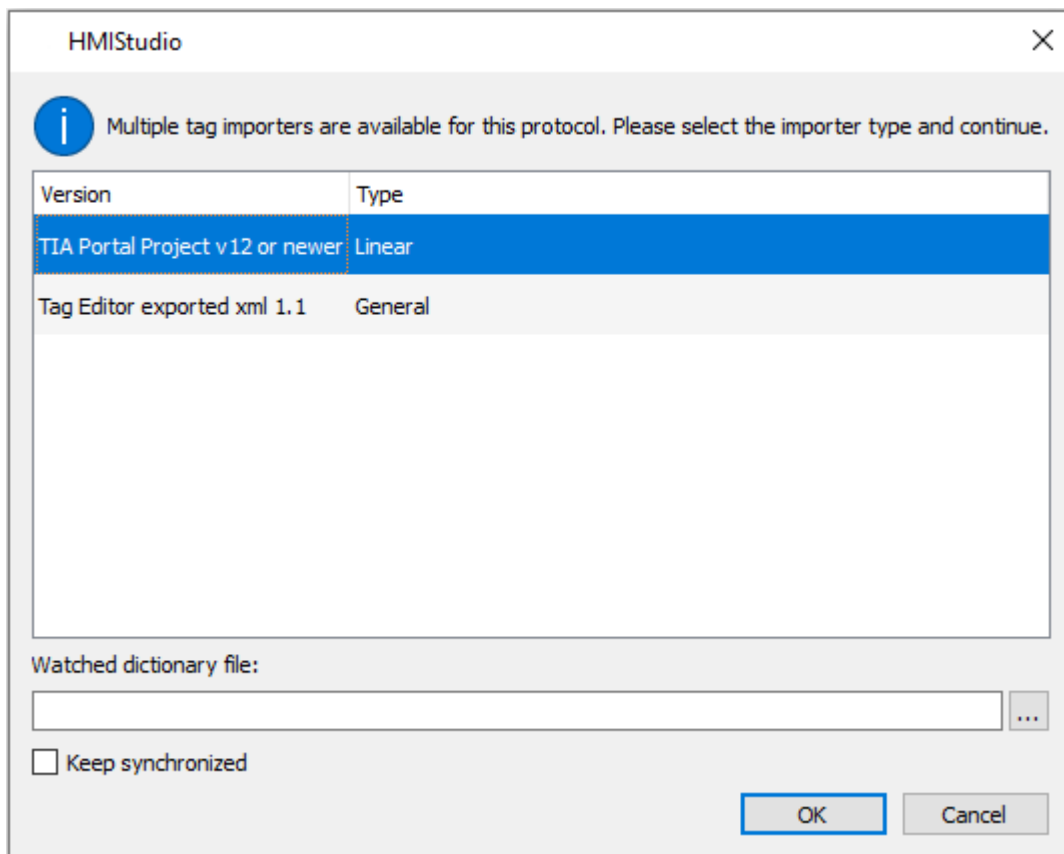 HMIStudio
Multiple tag importers are available for this protocol. Please select the importer type and continue.
Version Type
TIA Portal Project v12 or newer Linear
Tag Editor exported xml 1.1 General
Watched dictionary file:
...
Keep synchronized
OK Cancel